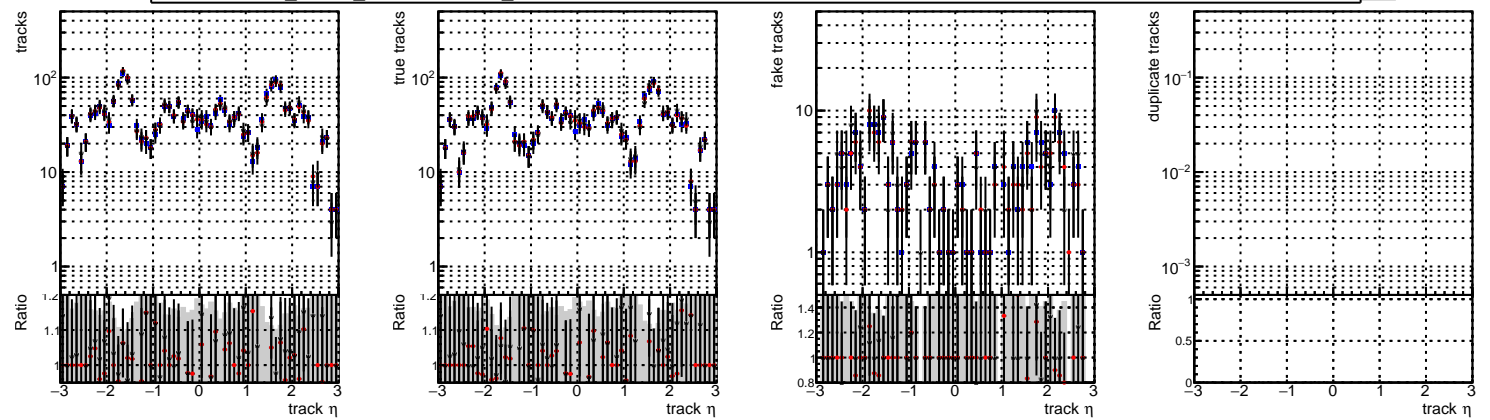 tracks
10²
10
1
Ratio
1.2
1.1
−3 −2 −1 0 1 2 3
track η
true tracks
10²
10
1
Ratio
1.2
1.1
−3 −2 −1 0 1 2 3
track η
fake tracks
10
1
Ratio
1.4
1.2
1
0.8
−3 −2 −1 0 1 2 3
track η
duplicate tracks
10⁻¹
10⁻²
10⁻³
Ratio
1
0.5
0
−3 −2 −1 0 1 2 3
track η